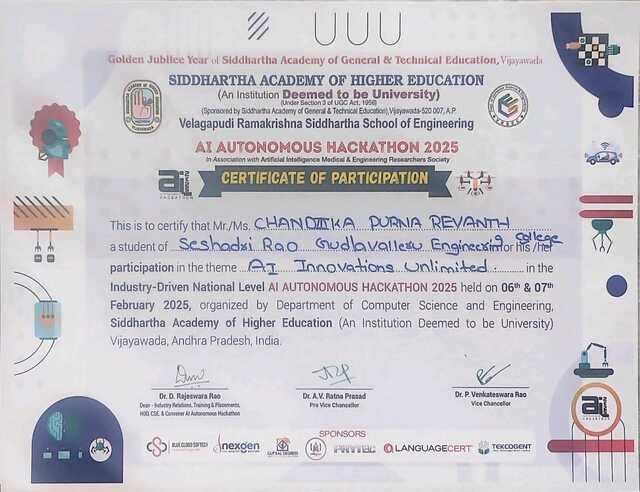 Golden Jubilee Year of Siddhartha Academy of General & Technical Education, Vijayawada
SIDDHARTHA ACADEMY OF HIGHER EDUCATION
(An Institution Deemed to be University)
(Under Section 3 of UGC Act, 1956)
(Sponsored by Siddhartha Academy of General & Technical Education), Vijayawada-520 007, A.P.
Velagapudi Ramakrishna Siddhartha School of Engineering
AI AUTONOMOUS HACKATHON 2025
In Association with Artificial Intelligence Medical & Engineering Researchers Society
CERTIFICATE OF PARTICIPATION
This is to certify that Mr./Ms. CHANDIKA PURNA REVANTH
a student of Seshadri Rao Gudlavalleru Engineering College for his /her
participation in the theme AI Innovations Unlimited. in the
Industry-Driven National Level AI AUTONOMOUS HACKATHON 2025 held on 06th & 07th
February 2025, organized by Department of Computer Science and Engineering,
Siddhartha Academy of Higher Education (An Institution Deemed to be University)
Vijayawada, Andhra Pradesh, India.
Dr. D. Rajeswara Rao
Dean - Industry Relations, Training & Placements,
HOD, CSE, & Convener AI Autonomous Hackathon
Dr. A.V. Ratna Prasad
Pro Vice Chancellor
Dr. P. Venkateswara Rao
Vice Chancellor
SPONSORS
BLUE CLOUD SOFTECH
nexgen
PHYTEC
LANGUAGECERT
TEKCOGENT